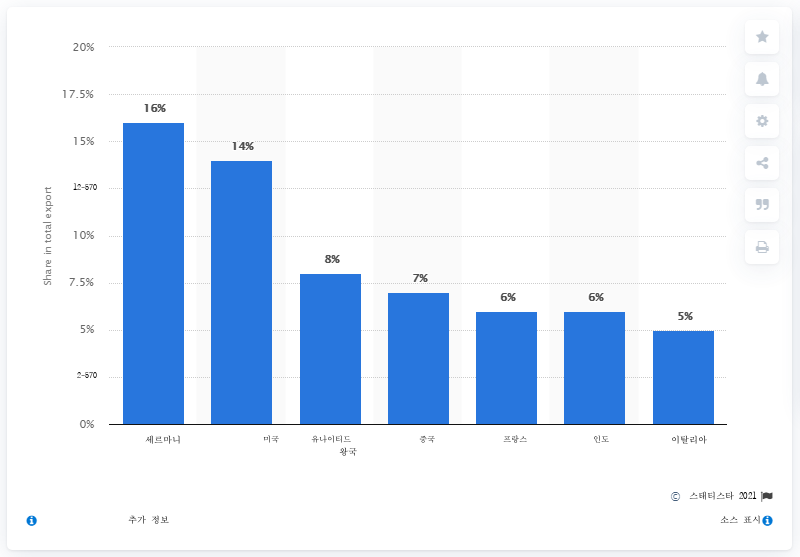 20%
17.5%
16%
15%
14%
12-570
10%
8%
7.5%
7%
6%
6%
5%
5%
2-570
0%
Share in total export
세르마니
미국
유나이티드
왕국
중국
프랑스
인도
이탈리아
© 스태티스타 2021
추가 정보
소스 표시